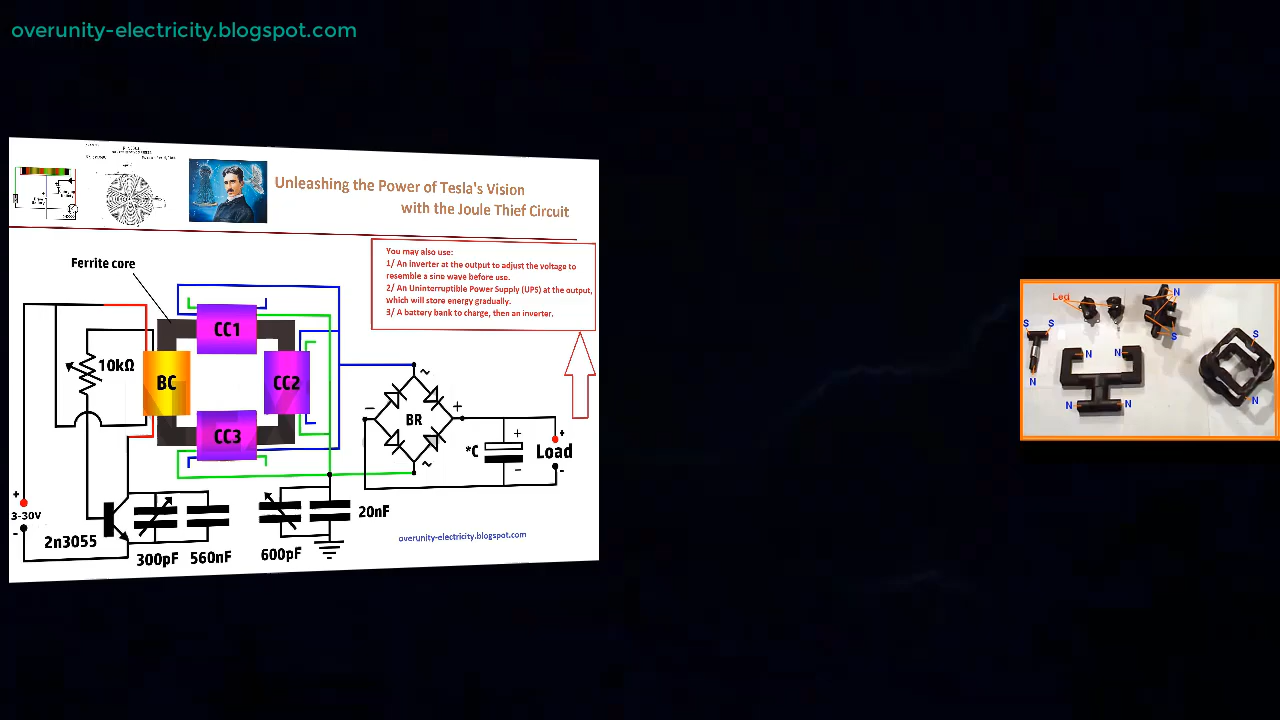 overunity-electricity.blogspot.com
Unleashing the Power of Tesla's Vision
with the Joule Thief Circuit
You may also use:
1/ An inverter at the output to adjust the voltage to
resemble a sine wave before use.
2/ An Uninterruptible Power Supply (UPS) at the output,
which will store energy gradually.
3/ A battery bank to charge, then an inverter.
Ferrite core
CC1
10kΩ
BC
CC2
CC3
~
BR
−
+
~
*C
+
−
+
Load
-
+
3-30V
-
2n3055
300pF
560nF
600pF
20nF
overunity-electricity.blogspot.com
Led
N
S
S
S
N
N
N
S
N
N
N